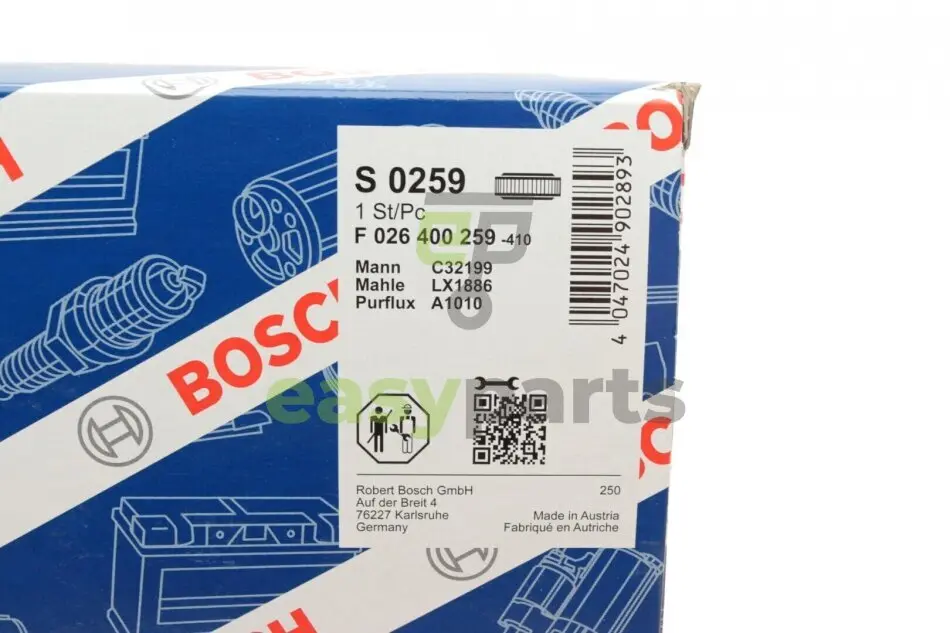 BOSCH
S 0259
1 St/Pc
F 026 400 259 -410
Mann C32199
Mahle LX1886
Purflux A1010
4 047024 902893
BOSCH
easyparts
Robert Bosch GmbH 250
Auf der Breit 4
76227 Karlsruhe Made in Austria
Germany Fabriqué en Autriche